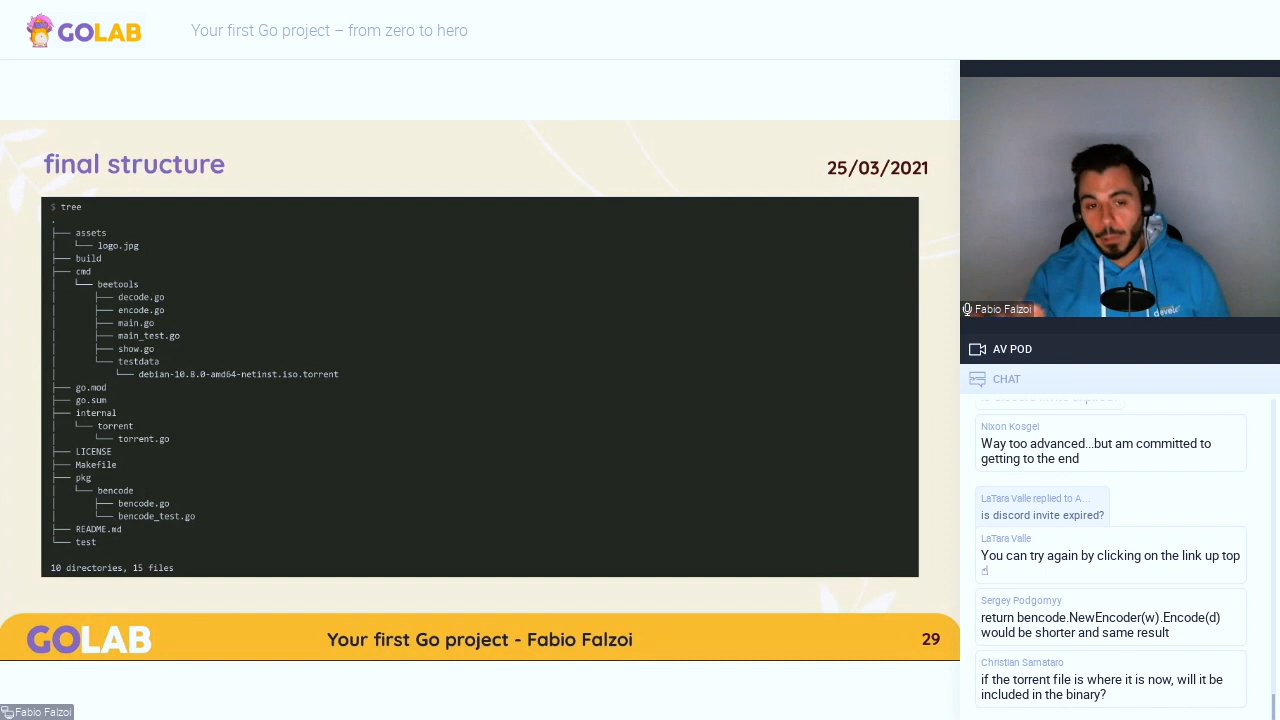 GOLAB
Your first Go project – from zero to hero
final structure
25/03/2021
$ tree
.
├── assets
│   └── logo.jpg
├── build
├── cmd
│   └── beetools
│       ├── decode.go
│       ├── encode.go
│       ├── main.go
│       ├── main_test.go
│       ├── show.go
│       └── testdata
│           └── debian-10.8.0-amd64-netinst.iso.torrent
├── go.mod
├── go.sum
├── internal
│   └── torrent
│       └── torrent.go
├── LICENSE
├── Makefile
├── pkg
│   └── bencode
│       ├── bencode.go
│       └── bencode_test.go
├── README.md
└── test
10 directories, 15 files
GOLAB
Your first Go project - Fabio Falzoi
29
Fabio Falzoi
Fabio Falzoi
AV POD
CHAT
is discord invite expired?
Nixon Kosgei
Way too advanced...but am committed to
getting to the end
LaTara Valle replied to A...
is discord invite expired?
LaTara Valle
You can try again by clicking on the link up top
☝
Sergey Podgornyy
return bencode.NewEncoder(w).Encode(d)
would be shorter and same result
Christian Sarnataro
if the torrent file is where it is now, will it be
included in the binary?